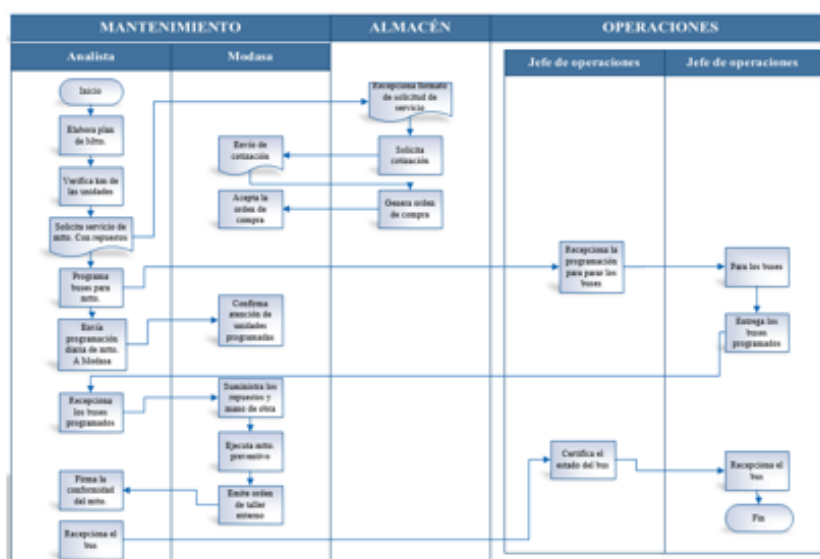 MANTENIMIENTO
ALMACÉN
OPERACIONES
Analista
Modasa
Jefe de operaciones
Jefe de operaciones
Inicio
Elabora plan
de Mtto.
Verifica km de
las unidades
Solicita servicio de
mtto. Con repuestos
Programa
buses para
mtto.
Envía
programación
diaria de mtto.
A Modasa
Recepciona
los buses
programados
Firma la
conformidad
del mtto.
Recepciona el
bus
Envío de
cotización
Acepta la
orden de
compra
Confirma
atención de
unidades
programadas
Suministra los
repuestos y
mano de obra
Ejecuta mtto.
preventivo
Emite orden
de taller
externo
Recepciona formato
de solicitud de
servicio
Solicita
cotización
Genera orden
de compra
Recepciona la
programación
para parar los
buses
Certifica el
estado del bus
Para los buses
Entrega los
buses
programados
Recepciona el
bus
Fin